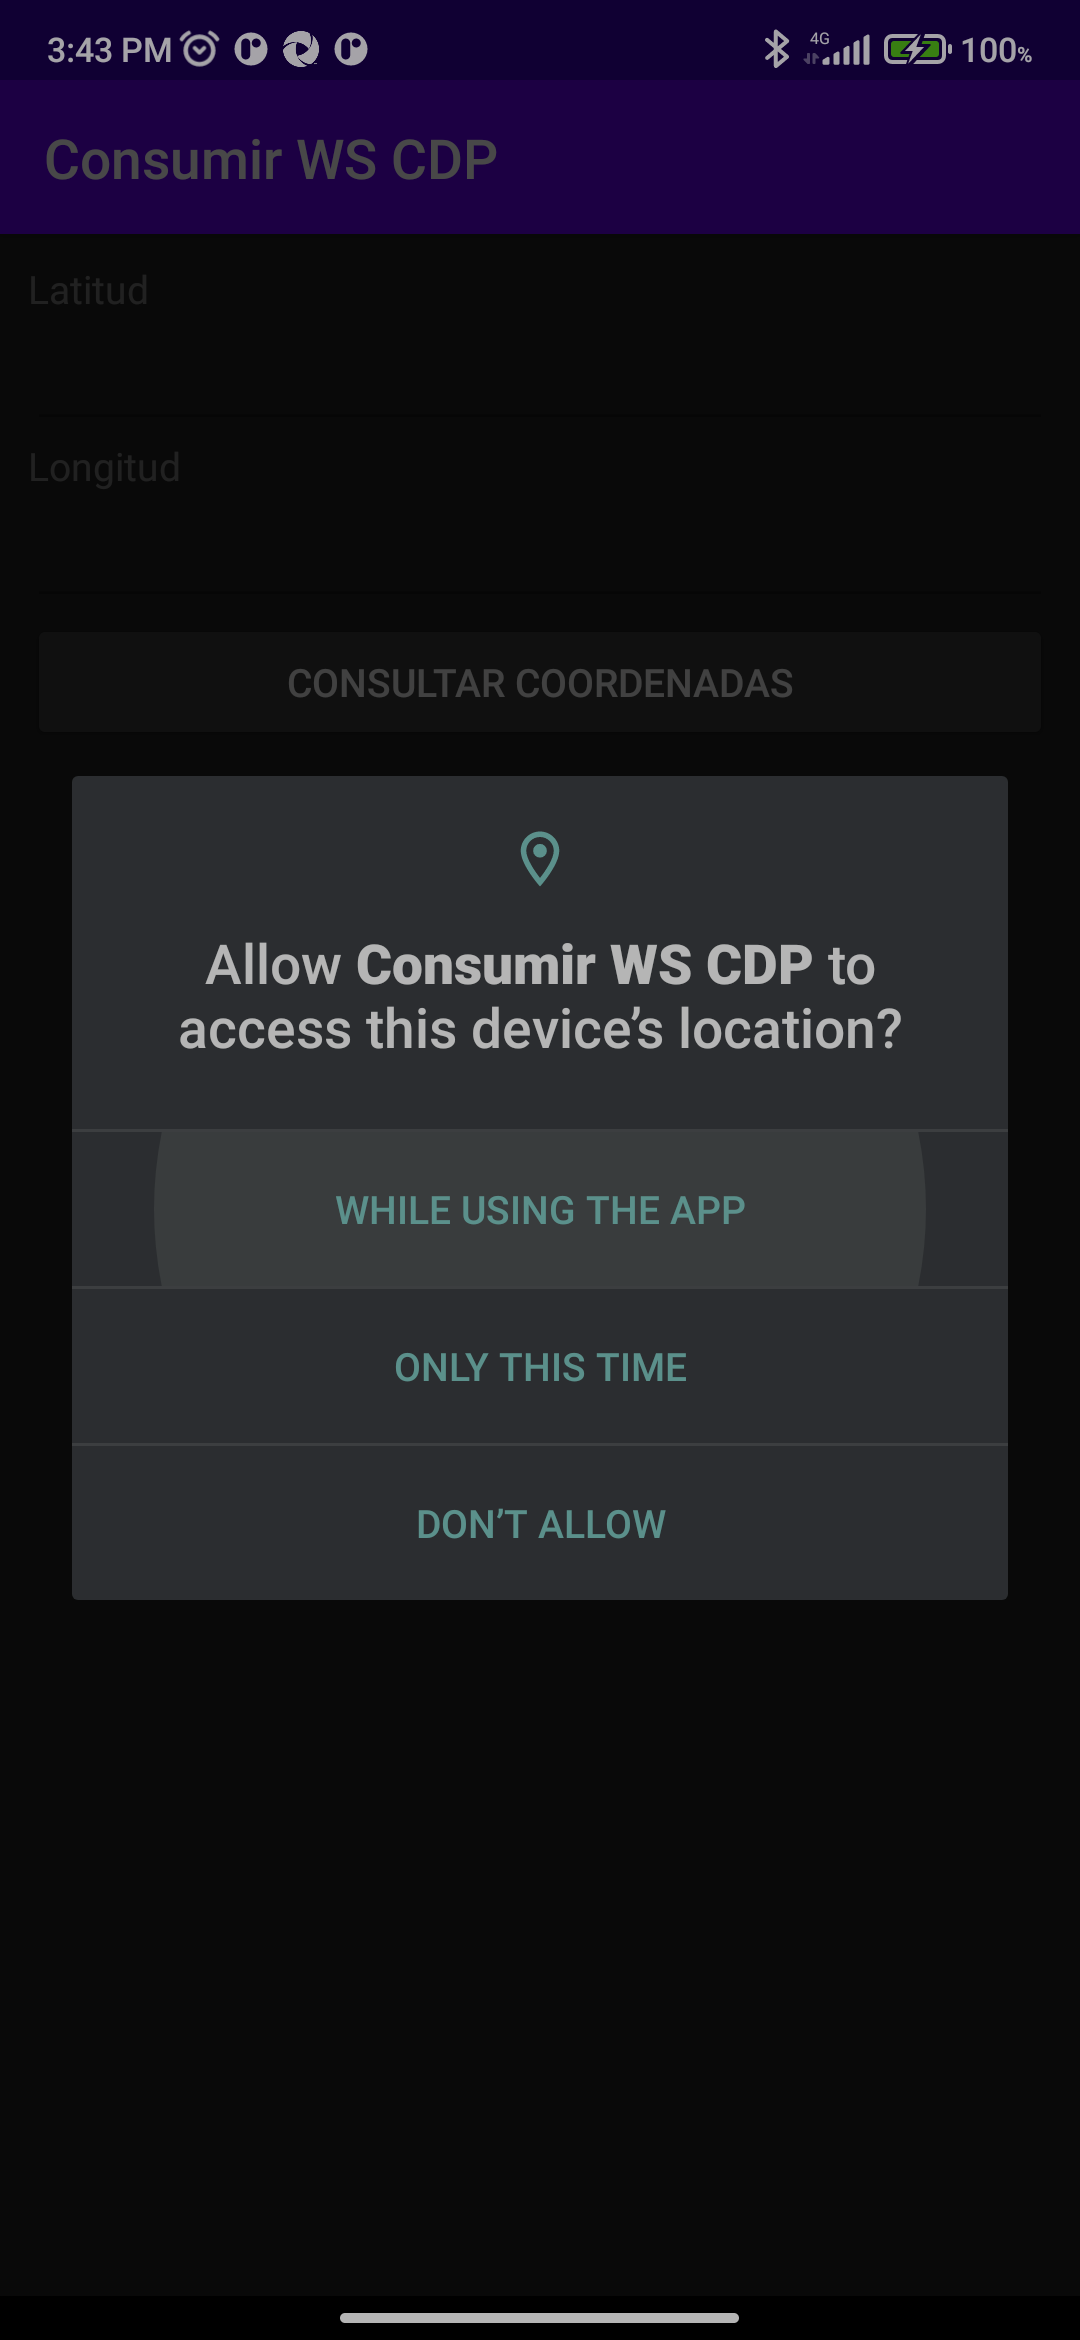 3:43 PM 4G 100%
Consumir WS CDP
Latitud
Longitud
CONSULTAR COORDENADAS
Allow Consumir WS CDP to
access this device’s location?
WHILE USING THE APP
ONLY THIS TIME
DON’T ALLOW